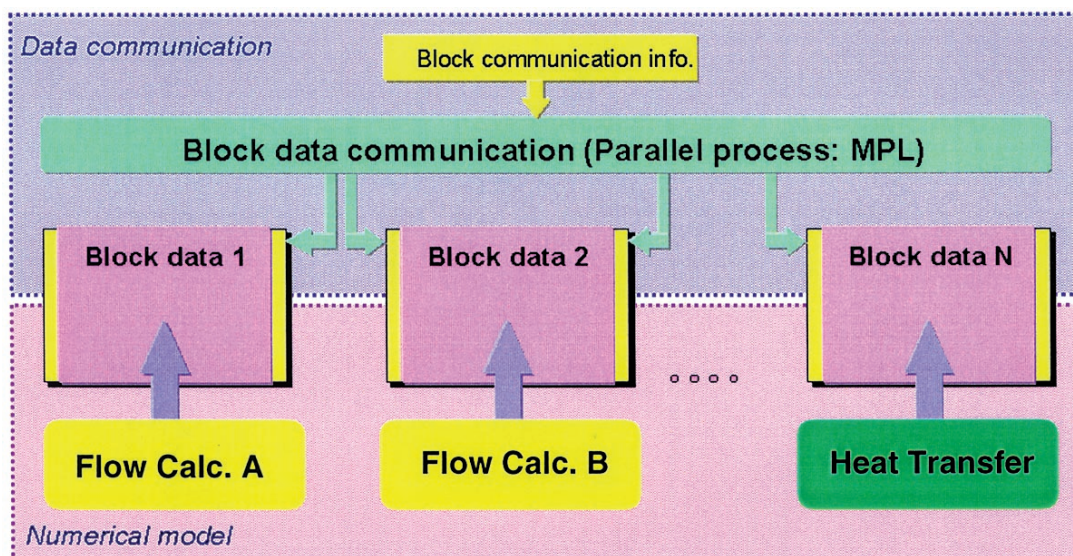 Data communication
Block communication info.
Block data communication (Parallel process: MPL)
Block data 1
Block data 2
Block data N
Flow Calc. A
Flow Calc. B
Heat Transfer
Numerical model